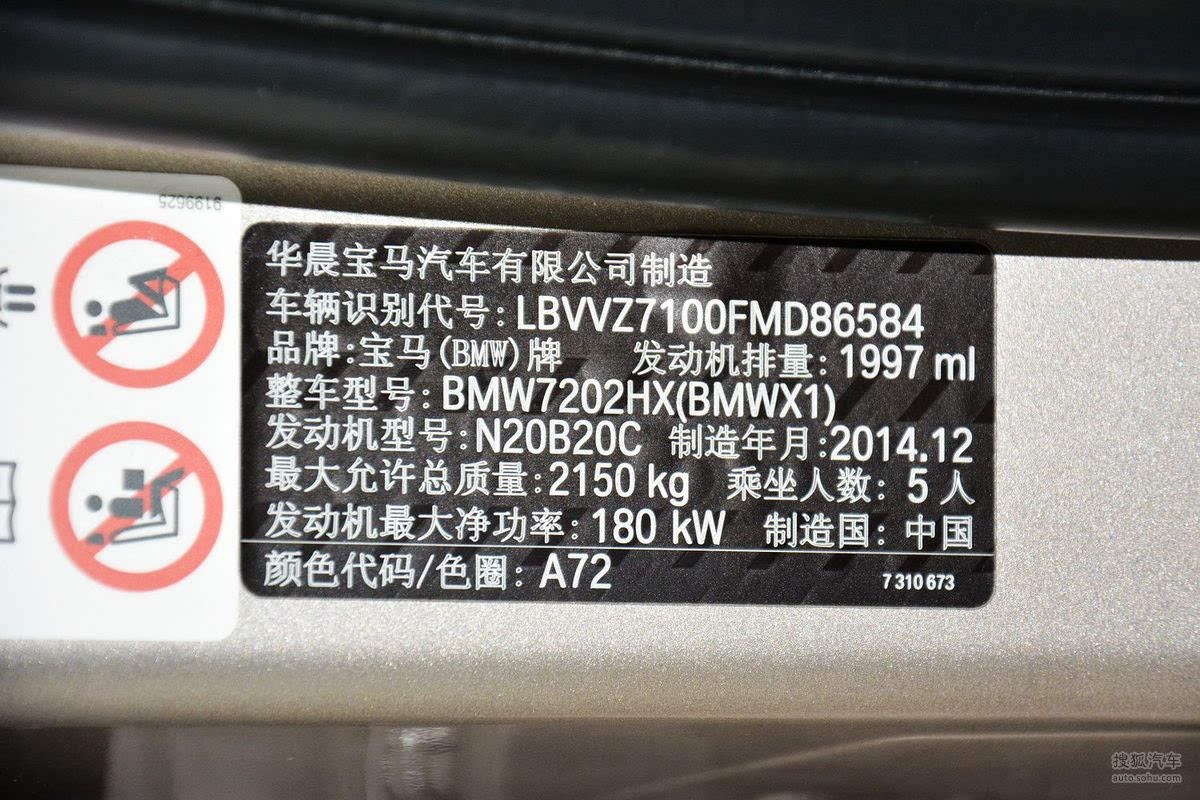 9199625
华晨宝马汽车有限公司制造
车辆识别代号: LBVVZ7100FMD86584
品牌:宝马(BMW)牌 发动机排量: 1997 ml
整车型号: BMW7202HX(BMWX1)
发动机型号: N20B20C 制造年月:2014.12
最大允许总质量:2150 kg 乘坐人数: 5 人
发动机最大净功率: 180 kW 制造国: 中国
颜色代码/色圈: A72 7 310 673
搜狐汽车
auto.sohu.com